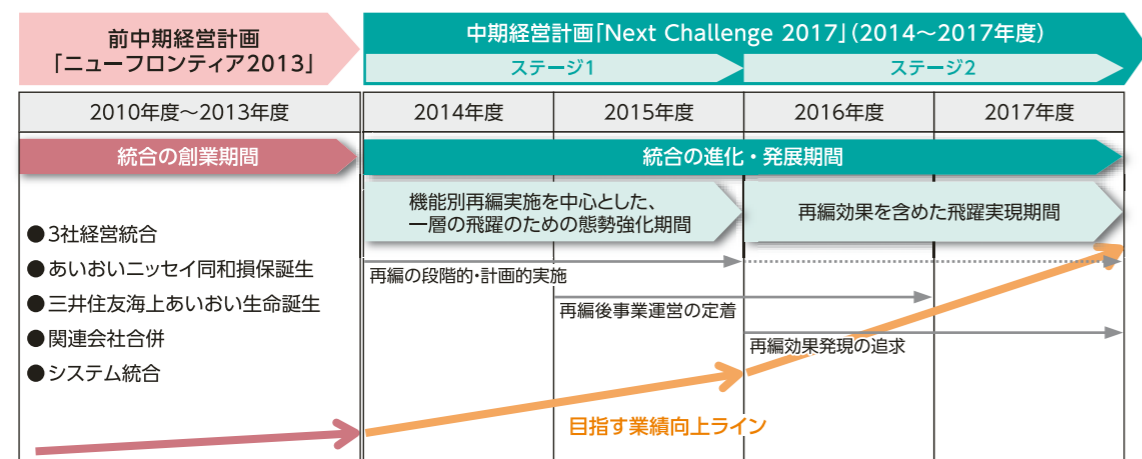 前中期経営計画
「ニューフロンティア2013」
中期経営計画「Next Challenge 2017」(2014〜2017年度)
ステージ1
ステージ2
2010年度〜2013年度
2014年度
2015年度
2016年度
2017年度
統合の創業期間
統合の進化・発展期間
機能別再編実施を中心とした、
一層の飛躍のための態勢強化期間
再編効果を含めた飛躍実現期間
●3社経営統合
●あいおいニッセイ同和損保誕生
●三井住友海上あいおい生命誕生
●関連会社合併
●システム統合
再編の段階的・計画的実施
再編後事業運営の定着
再編効果発現の追求
目指す業績向上ライン